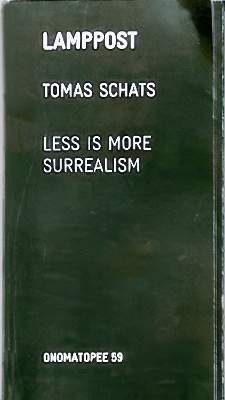 LAMPPOST
TOMAS SCHATS
LESS IS MORE
SURREALISM
ONOMATOPEE 59